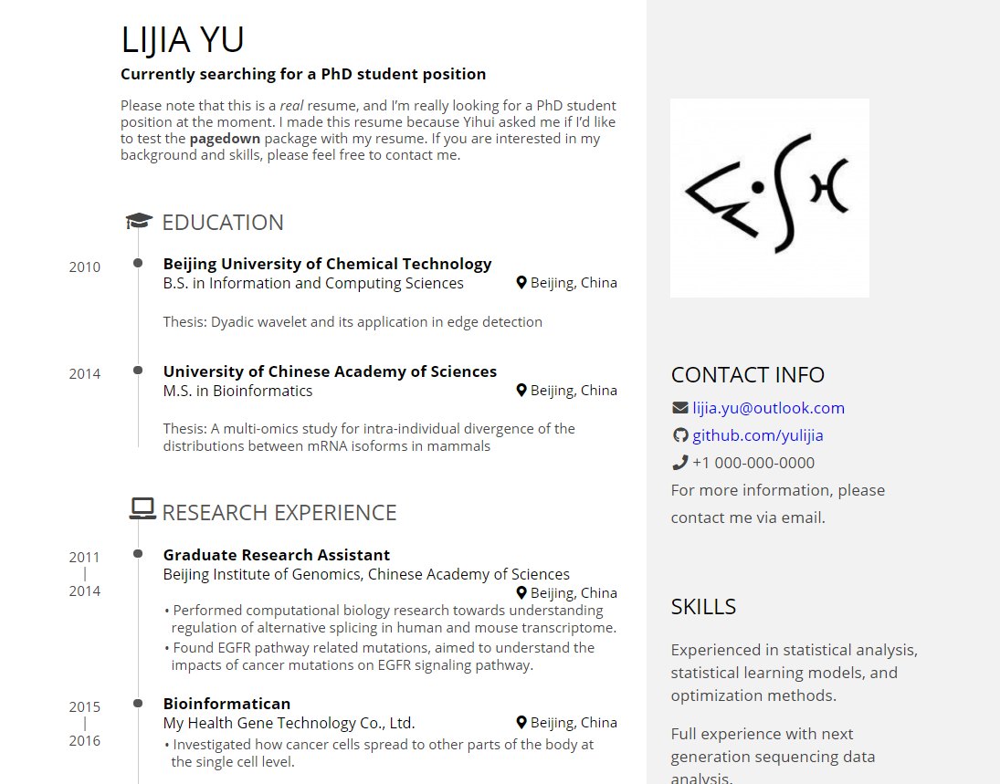 LIJIA YU
Currently searching for a PhD student position
Please note that this is a real resume, and I’m really looking for a PhD student
position at the moment. I made this resume because Yihui asked me if I’d like
to test the pagedown package with my resume. If you are interested in my
background and skills, please feel free to contact me.
EDUCATION
2010
Beijing University of Chemical Technology
B.S. in Information and Computing Sciences
Beijing, China
Thesis: Dyadic wavelet and its application in edge detection
2014
University of Chinese Academy of Sciences
M.S. in Bioinformatics
Beijing, China
Thesis: A multi-omics study for intra-individual divergence of the
distributions between mRNA isoforms in mammals
RESEARCH EXPERIENCE
2011
|
2014
Graduate Research Assistant
Beijing Institute of Genomics, Chinese Academy of Sciences
Beijing, China
• Performed computational biology research towards understanding
regulation of alternative splicing in human and mouse transcriptome.
• Found EGFR pathway related mutations, aimed to understand the
impacts of cancer mutations on EGFR signaling pathway.
2015
|
2016
Bioinformatican
My Health Gene Technology Co., Ltd.
Beijing, China
• Investigated how cancer cells spread to other parts of the body at
the single cell level.
CONTACT INFO
lijia.yu@outlook.com
github.com/yulijia
+1 000-000-0000
For more information, please
contact me via email.
SKILLS
Experienced in statistical analysis,
statistical learning models, and
optimization methods.
Full experience with next
generation sequencing data
analysis.